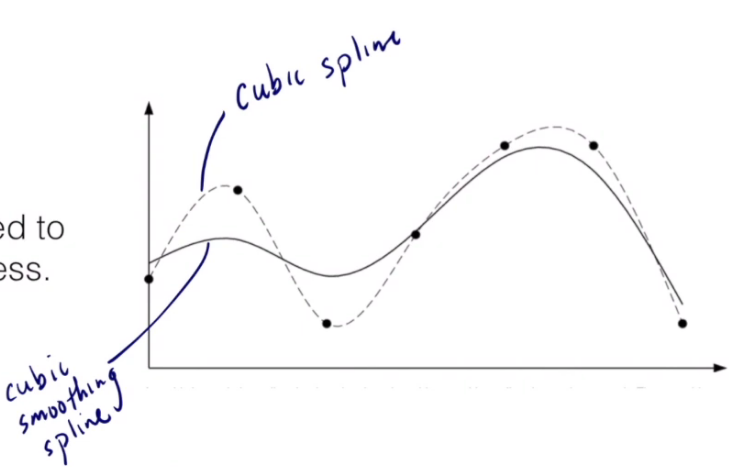 cubic spline
ed to
ess.
cubic
smoothing
spline